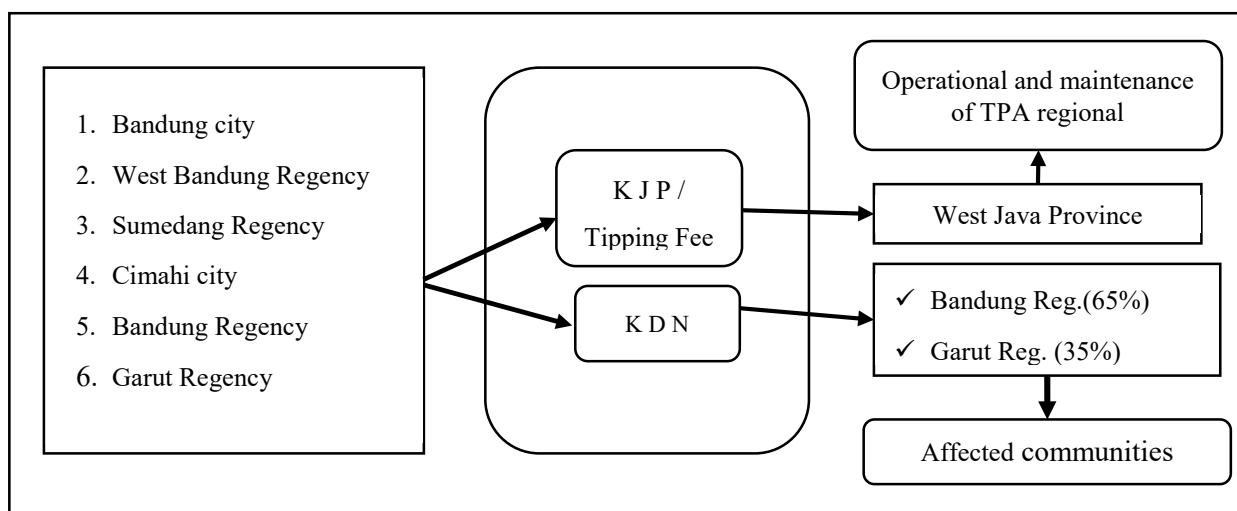 1. Bandung city
2. West Bandung Regency
3. Sumedang Regency
4. Cimahi city
5. Bandung Regency
6. Garut Regency
K J P /
Tipping Fee
K D N
Operational and maintenance
of TPA regional
West Java Province
✓ Bandung Reg.(65%)
✓ Garut Reg. (35%)
Affected communities